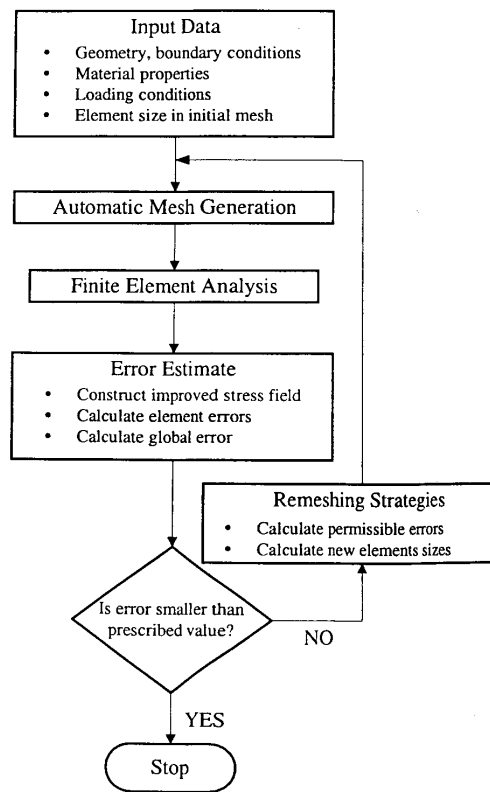 Input Data
• Geometry, boundary conditions
• Material properties
• Loading conditions
• Element size in initial mesh
Automatic Mesh Generation
Finite Element Analysis
Error Estimate
• Construct improved stress field
• Calculate element errors
• Calculate global error
Remeshing Strategies
• Calculate permissible errors
• Calculate new elements sizes
Is error smaller than
prescribed value?
NO
YES
Stop